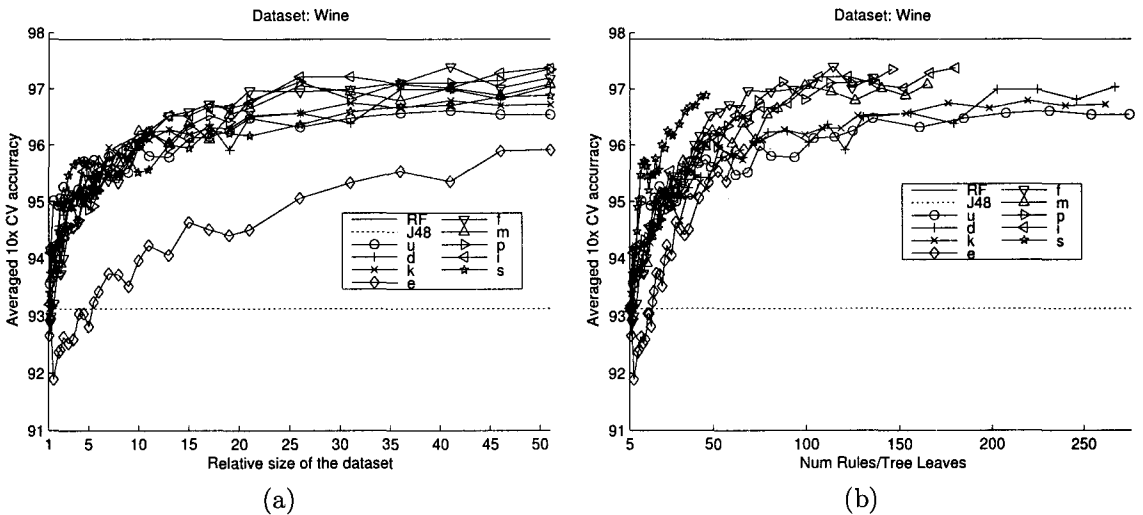 Dataset: Wine
98
97
96
95
94
93
92
91
Averaged 10x CV accurracy
1
5
10
15
20
25
30
35
40
45
50
Relative size of the dataset
RF
J48
u
d
k
e
f
m
p
i
s
(a)
Dataset: Wine
98
97
96
95
94
93
92
91
Averaged 10x CV accurracy
5
50
100
150
200
250
Num Rules/Tree Leaves
RF
J48
u
d
k
e
f
m
p
i
s
(b)